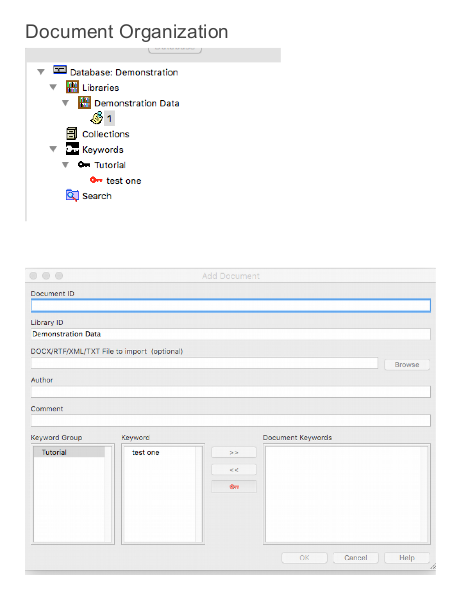 Document Organization
Database: Demonstration
Libraries
Demonstration Data
1
Collections
Keywords
Tutorial
test one
Search
Add Document
Document ID
Library ID
Demonstration Data
DOCX/RTF/XML/TXT File to import (optional)
Browse
Author
Comment
Keyword Group Keyword Document Keywords
Tutorial test one >>
<<
OK Cancel Help